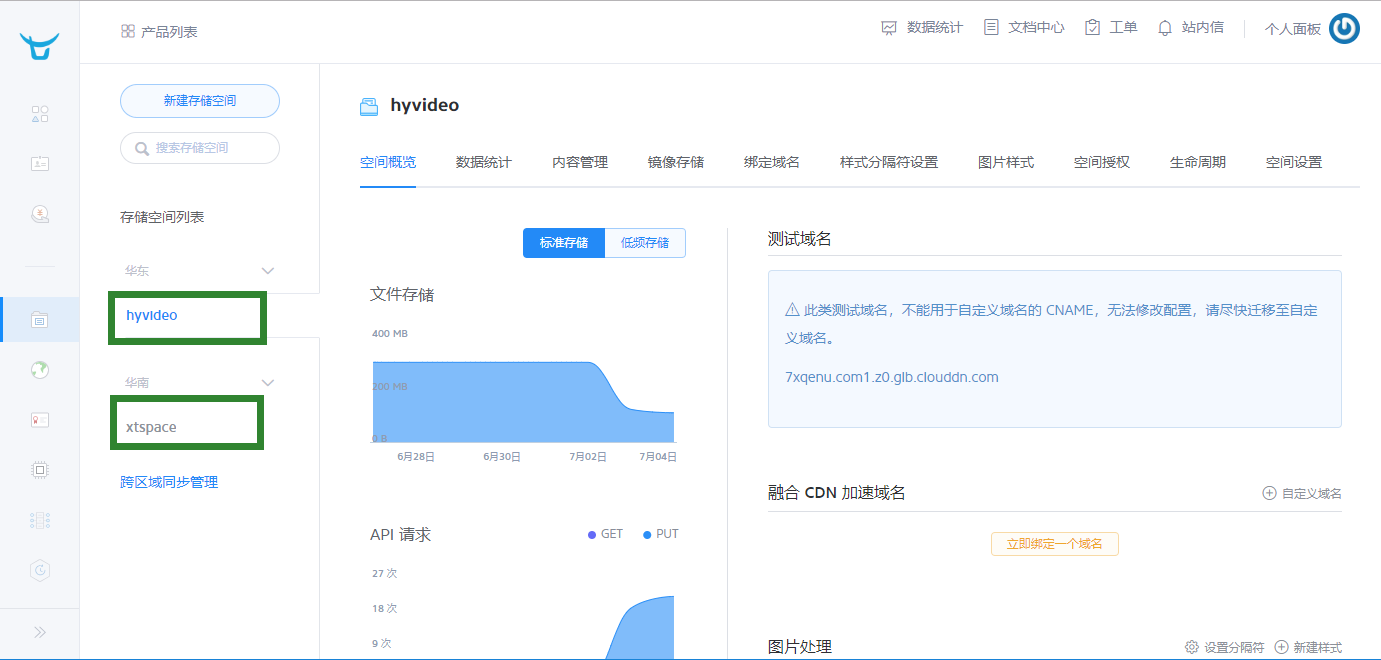 产品列表
数据统计
文档中心
工单
站内信
个人面板
新建存储空间
搜索存储空间
存储空间列表
华东
hyvideo
华南
xtspace
跨区域同步管理
hyvideo
空间概览 数据统计 内容管理 镜像存储 绑定域名 样式分隔符设置 图片样式 空间授权 生命周期 空间设置
标准存储 低频存储
文件存储
400 MB
200 MB
0 B
6月28日 6月30日 7月02日 7月04日
API 请求
GET PUT
27 次
18 次
9 次
测试域名
此类测试域名，不能用于自定义域名的 CNAME，无法修改配置，请尽快迁移至自定
义域名。
7xqenu.com1.z0.glb.clouddn.com
融合 CDN 加速域名
自定义域名
立即绑定一个域名
图片处理
设置分隔符 新建样式